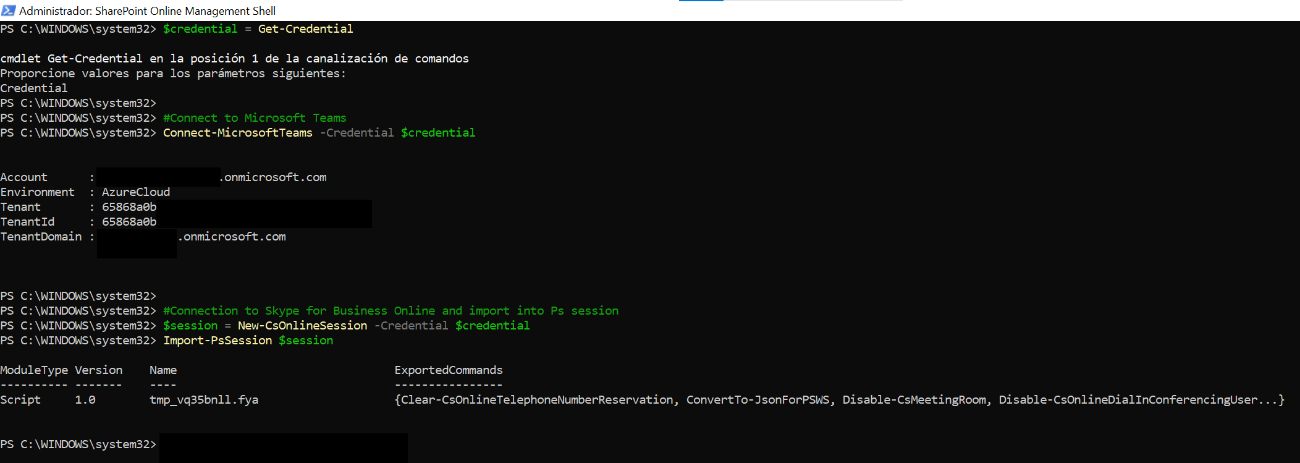 Administrador: SharePoint Online Management Shell
PS C:\WINDOWS\system32> $credential = Get-Credential
cmdlet Get-Credential en la posición 1 de la canalización de comandos
Proporcione valores para los parámetros siguientes:
Credential
PS C:\WINDOWS\system32>
PS C:\WINDOWS\system32> #Connect to Microsoft Teams
PS C:\WINDOWS\system32> Connect-MicrosoftTeams -Credential $credential
Account : .onmicrosoft.com
Environment : AzureCloud
Tenant : 65868a0b
TenantId : 65868a0b
TenantDomain : .onmicrosoft.com
PS C:\WINDOWS\system32>
PS C:\WINDOWS\system32> #Connection to Skype for Business Online and import into Ps session
PS C:\WINDOWS\system32> $session = New-CsOnlineSession -Credential $credential
PS C:\WINDOWS\system32> Import-PsSession $session
ModuleType Version Name ExportedCommands
---------- ------- ---- ----------------
Script 1.0 tmp_vq35bnll.fya {Clear-CsOnlineTelephoneNumberReservation, ConvertTo-JsonForPSWS, Disable-CsMeetingRoom, Disable-CsOnlineDialInConferencingUser...}
PS C:\WINDOWS\system32>